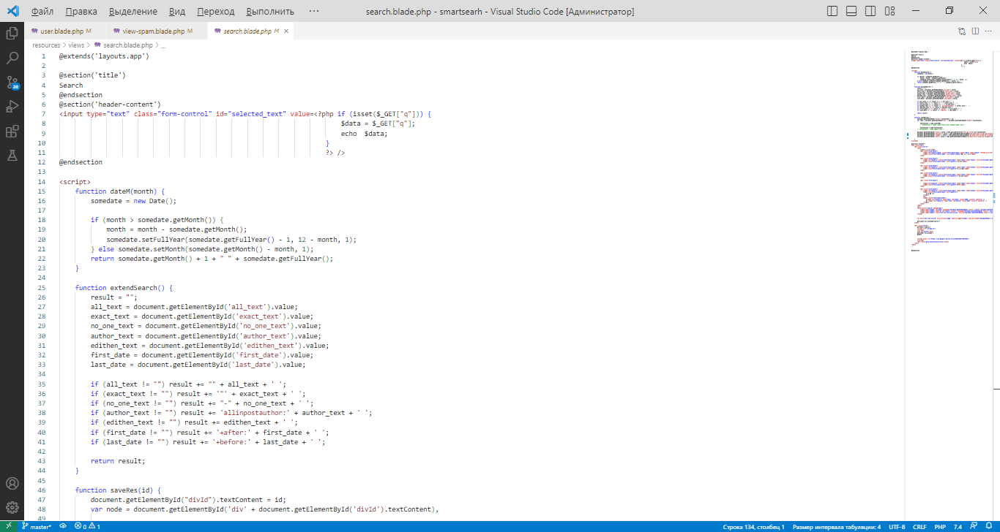 Файл Правка Выделение Вид Переход Выполнить ··· search.blade.php - smartsearh - Visual Studio Code [Администратор]
user.blade.php M view-spam.blade.php M search.blade.php M
resources > views > search.blade.php > ...
1 @extends('layouts.app')
2
3 @section('title')
4 Search
5 @endsection
6 @section('header-content')
7 <input type="text" class="form-control" id="selected_text" value=<?php if (isset($_GET["q"])) {
8 $data = $_GET["q"];
9 echo  $data;
10 }
11 ?> />
12 @endsection
13
14 <script>
15 function dateM(month) {
16 somedate = new Date();
17
18 if (month > somedate.getMonth()) {
19 month = month - somedate.getMonth();
20 somedate.setFullYear(somedate.getFullYear() - 1, 12 - month, 1);
21 } else somedate.setMonth(somedate.getMonth() - month, 1);
22 return somedate.getMonth() + 1 + " " + somedate.getFullYear();
23 }
24
25 function extendSearch() {
26 result = "";
27 all_text = document.getElementById('all_text').value;
28 exact_text = document.getElementById('exact_text').value;
29 no_one_text = document.getElementById('no_one_text').value;
30 author_text = document.getElementById('author_text').value;
31 edithen_text = document.getElementById('edithen_text').value;
32 first_date = document.getElementById('first_date').value;
33 last_date = document.getElementById('last_date').value;
34
35 if (all_text != "") result += "" + all_text + ' ';
36 if (exact_text != "") result += '"' + exact_text + ' ';
37 if (no_one_text != "") result += "-" + no_one_text + ' ';
38 if (author_text != "") result += 'allinpostauthor:' + author_text + ' ';
39 if (edithen_text != "") result += edithen_text + ' ';
40 if (first_date != "") result += '+after:' + first_date + ' ';
41 if (last_date != "") result += '+before:' + last_date + ' ';
42
43 return result;
44 }
45
46 function saveRes(id) {
47 document.getElementById("divId").textContent = id;
48 var node = document.getElementById('div' + document.getElementById('divId').textContent),
49
20
master* 0 1 Строка 134, столбец 1 Размер интервала табуляции: 4 UTF-8 CRLF PHP 7.4